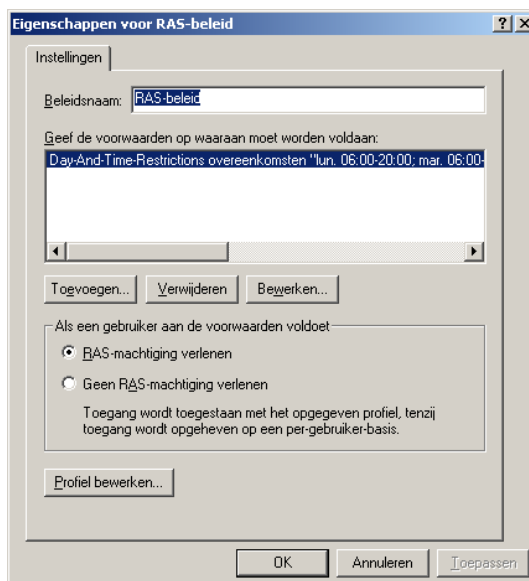 Eigenschappen voor RAS-beleid
Instellingen
Beleidsnaam: RAS-beleid
Geef de voorwaarden op waaraan moet worden voldaan:
Day-And-Time-Restrictions overeenkomsten "lun. 06:00-20:00; mar. 06:00-
Toevoegen... Verwijderen Bewerken...
Als een gebruiker aan de voorwaarden voldoet
RAS-machtiging verlenen
Geen RAS-machtiging verlenen
Toegang wordt toegestaan met het opgegeven profiel, tenzij
toegang wordt opgeheven op een per-gebruiker-basis.
Profiel bewerken...
OK Annuleren Toepassen